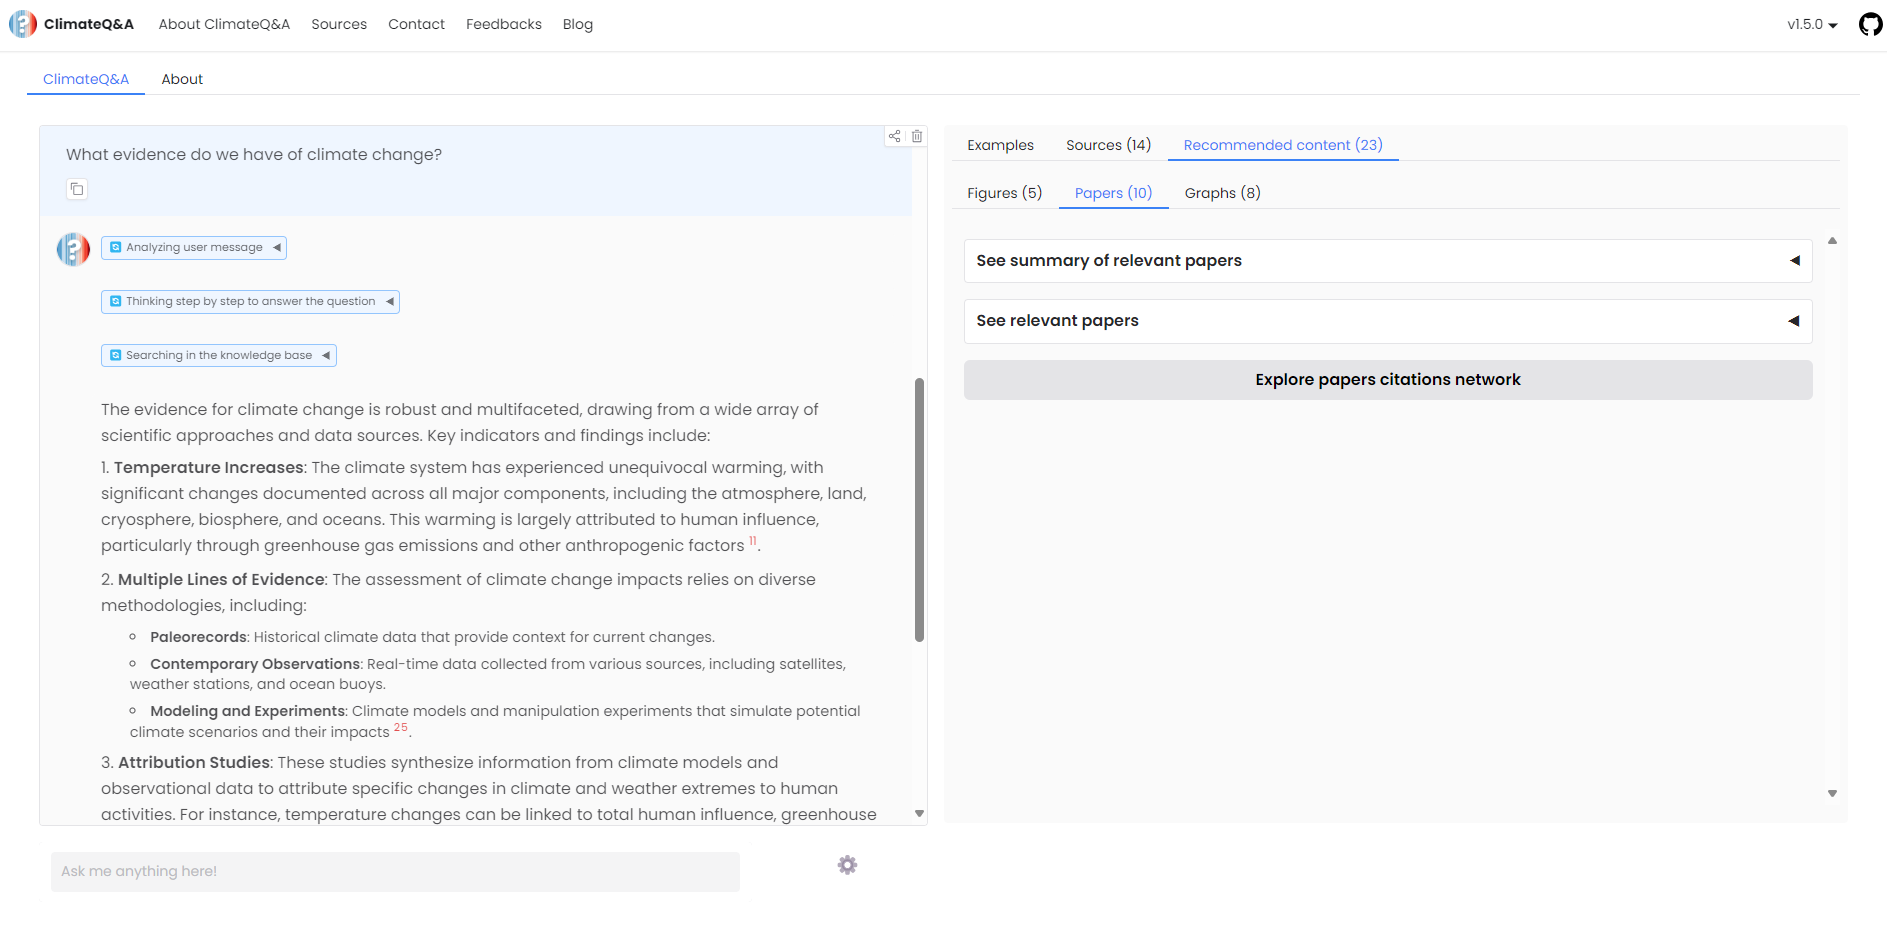 ClimateQ&A About ClimateQ&A Sources Contact Feedbacks Blog v1.5.0
ClimateQ&A About
What evidence do we have of climate change?
Analyzing user message
Thinking step by step to answer the question
Searching in the knowledge base
The evidence for climate change is robust and multifaceted, drawing from a wide array of
scientific approaches and data sources. Key indicators and findings include:
1. Temperature Increases: The climate system has experienced unequivocal warming, with
significant changes documented across all major components, including the atmosphere, land,
cryosphere, biosphere, and oceans. This warming is largely attributed to human influence,
particularly through greenhouse gas emissions and other anthropogenic factors 11.
2. Multiple Lines of Evidence: The assessment of climate change impacts relies on diverse
methodologies, including:
Paleorecords: Historical climate data that provide context for current changes.
Contemporary Observations: Real-time data collected from various sources, including satellites,
weather stations, and ocean buoys.
Modeling and Experiments: Climate models and manipulation experiments that simulate potential
climate scenarios and their impacts 25.
3. Attribution Studies: These studies synthesize information from climate models and
observational data to attribute specific changes in climate and weather extremes to human
activities. For instance, temperature changes can be linked to total human influence, greenhouse
Ask me anything here!
Examples Sources (14) Recommended content (23)
Figures (5) Papers (10) Graphs (8)
See summary of relevant papers
See relevant papers
Explore papers citations network